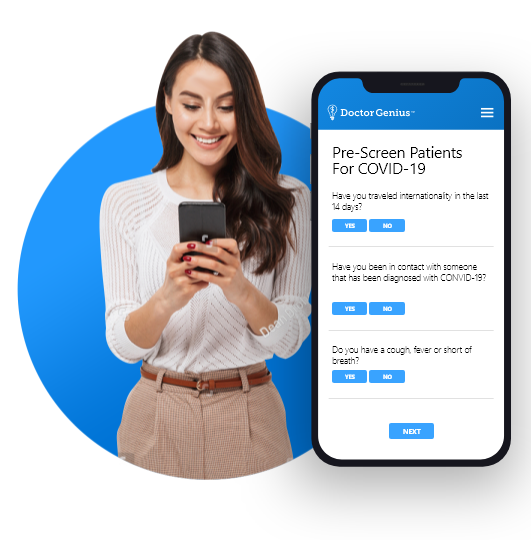 Doctor Genius™
Pre-Screen Patients
For COVID-19
Have you traveled internationality in the last
14 days?
YES NO
Have you been in contact with someone
that has been diagnosed with CONVID-19?
YES NO
Do you have a cough, fever or short of
breath?
YES NO
NEXT